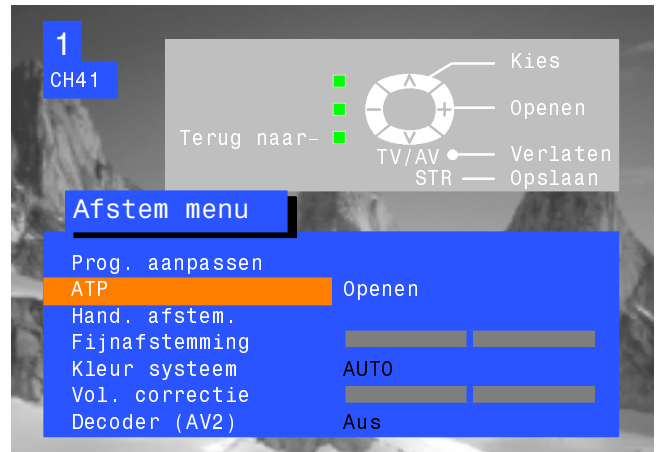 1
CH41
Kies
Openen
Terug naar–
TV/AV Verlaten
STR Opslaan
Afstem menu
Prog. aanpassen
ATP Openen
Hand. afstem.
Fijnafstemming
Kleur systeem AUTO
Vol. correctie
Decoder (AV2) Aus